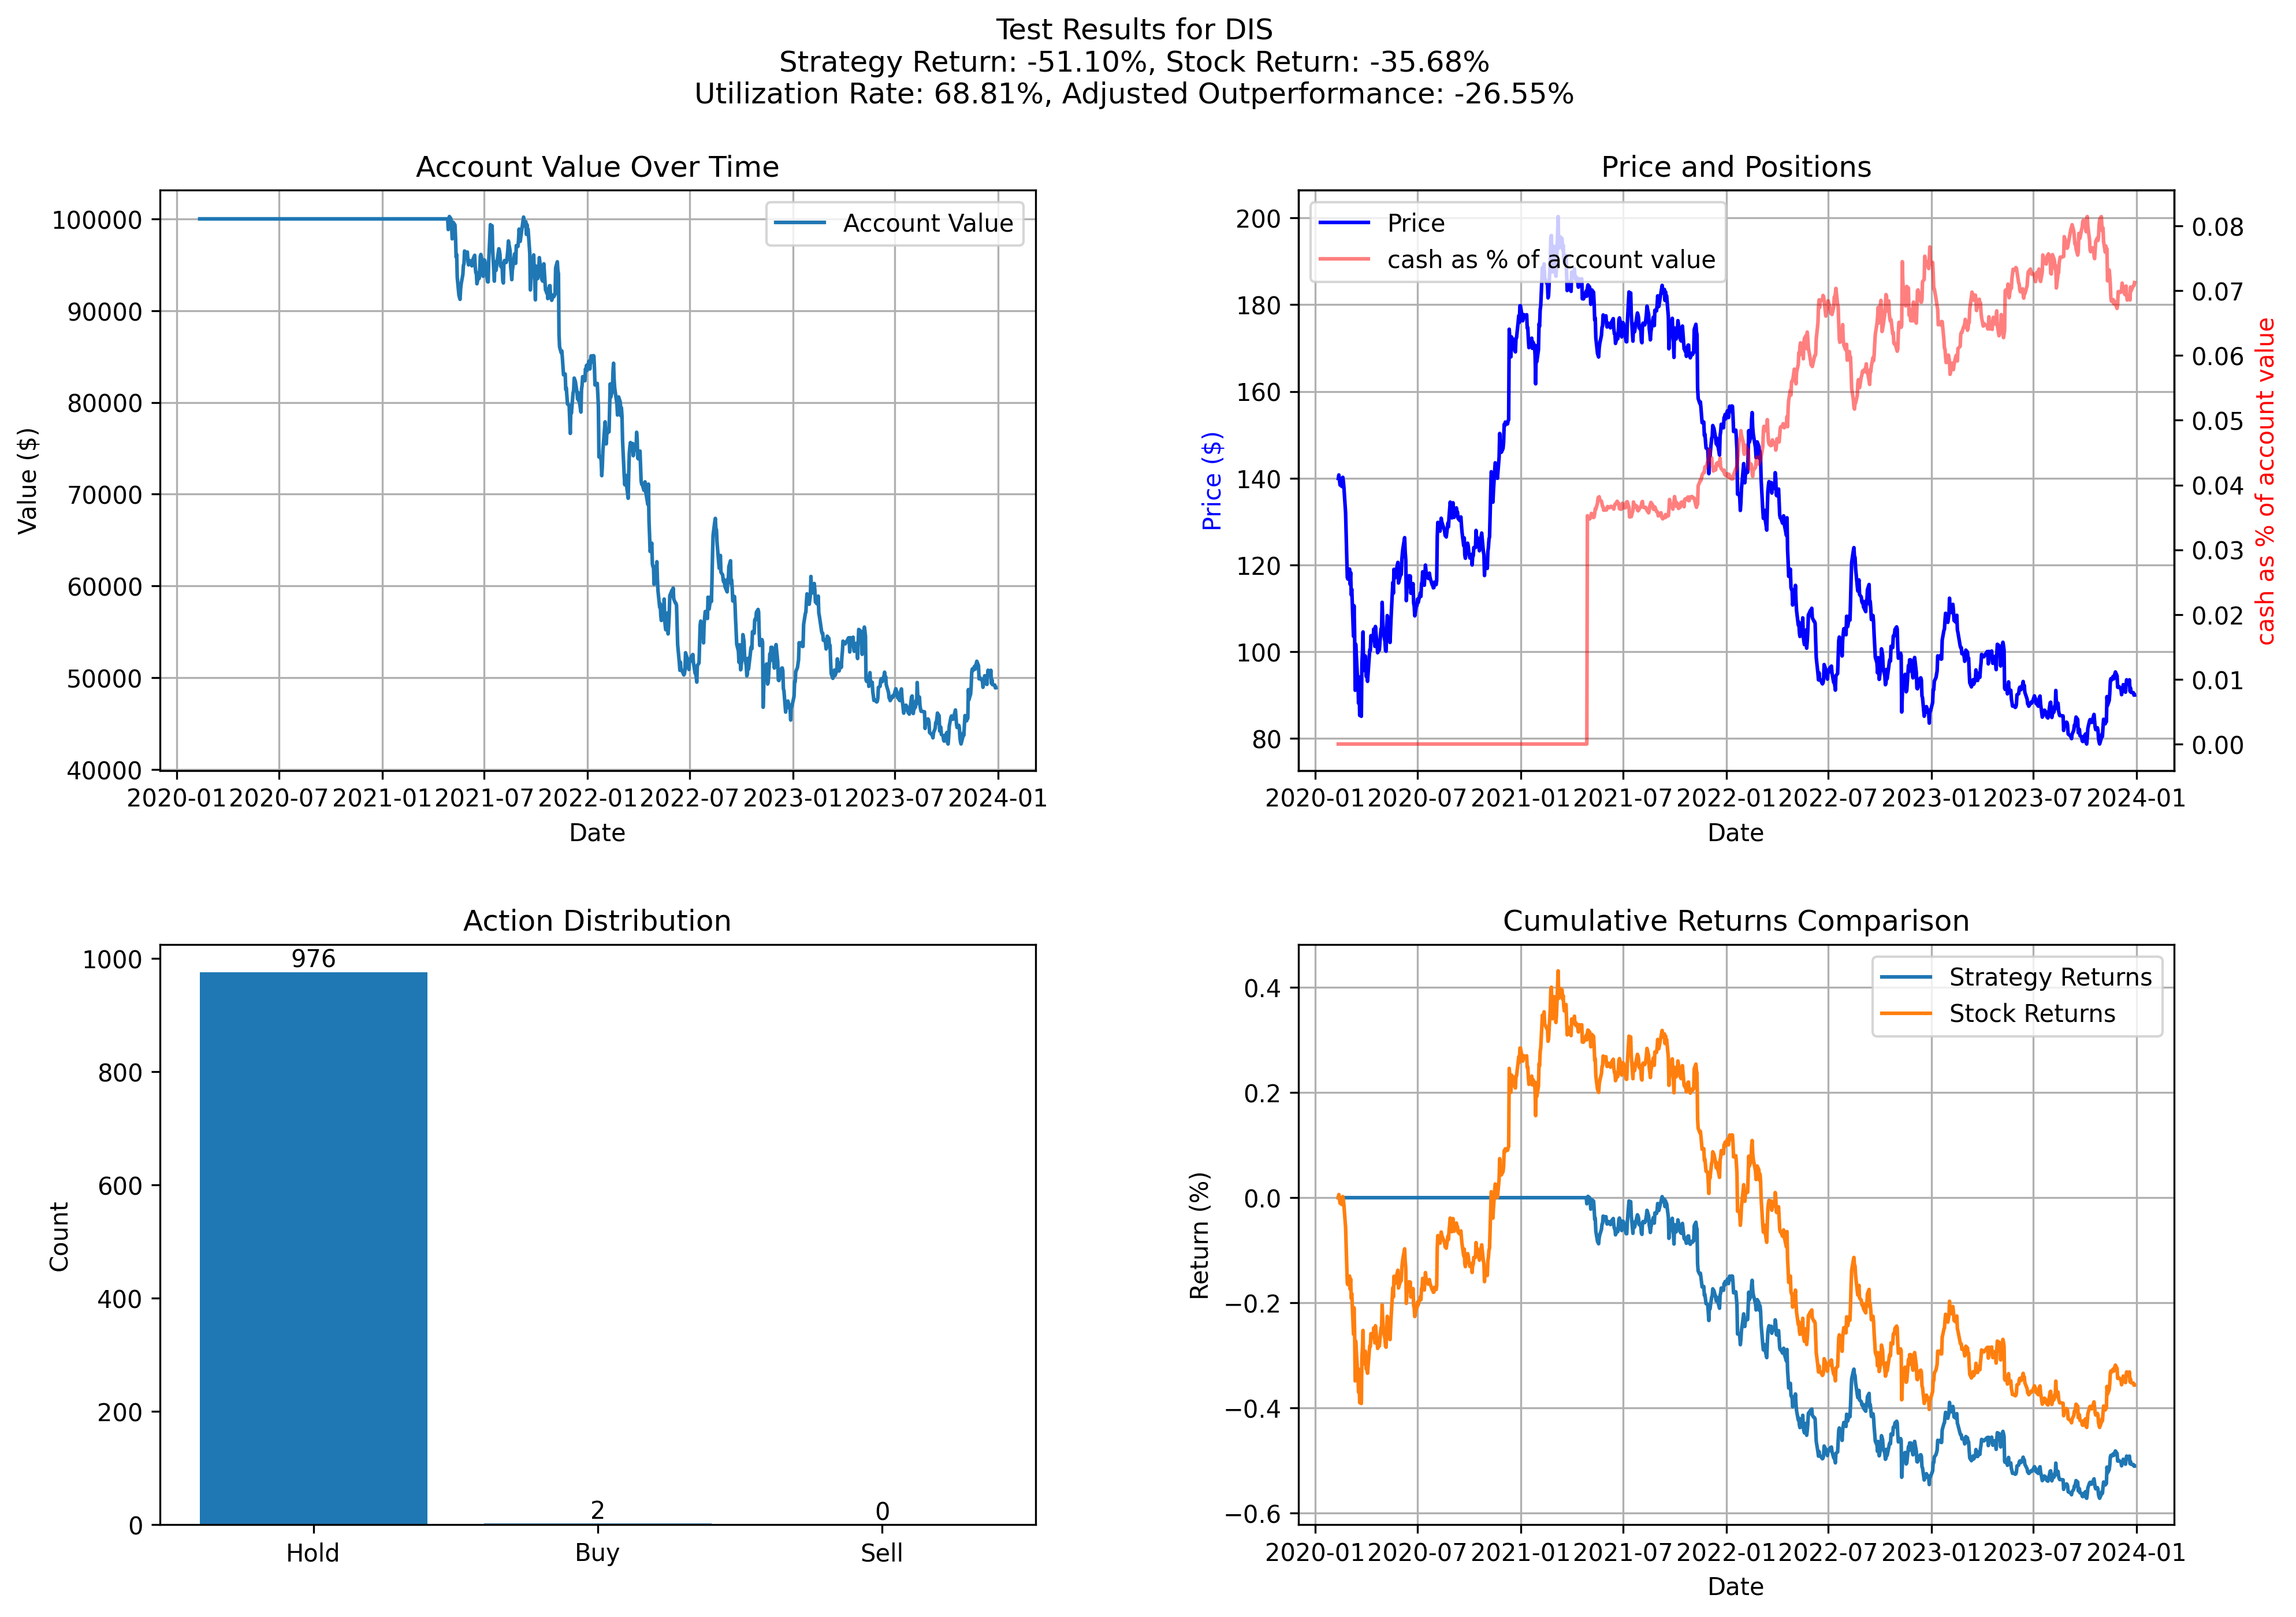 Test Results for DIS
Strategy Return: -51.10%, Stock Return: -35.68%
Utilization Rate: 68.81%, Adjusted Outperformance: -26.55%
Account Value Over Time
Value ($)
100000
90000
80000
70000
60000
50000
40000
Account Value
2020-01 2020-07 2021-01 2021-07 2022-01 2022-07 2023-01 2023-07 2024-01
Date
Price and Positions
Price ($)
200
180
160
140
120
100
80
Price
cash as % of account value
0.08
0.07
0.06
0.05
0.04
0.03
0.02
0.01
0.00
cash as % of account value
2020-01 2020-07 2021-01 2021-07 2022-01 2022-07 2023-01 2023-07 2024-01
Date
Action Distribution
Count
1000
800
600
400
200
0
976
2
0
Hold Buy Sell
Cumulative Returns Comparison
Return (%)
0.4
0.2
0.0
−0.2
−0.4
−0.6
Strategy Returns
Stock Returns
2020-01 2020-07 2021-01 2021-07 2022-01 2022-07 2023-01 2023-07 2024-01
Date